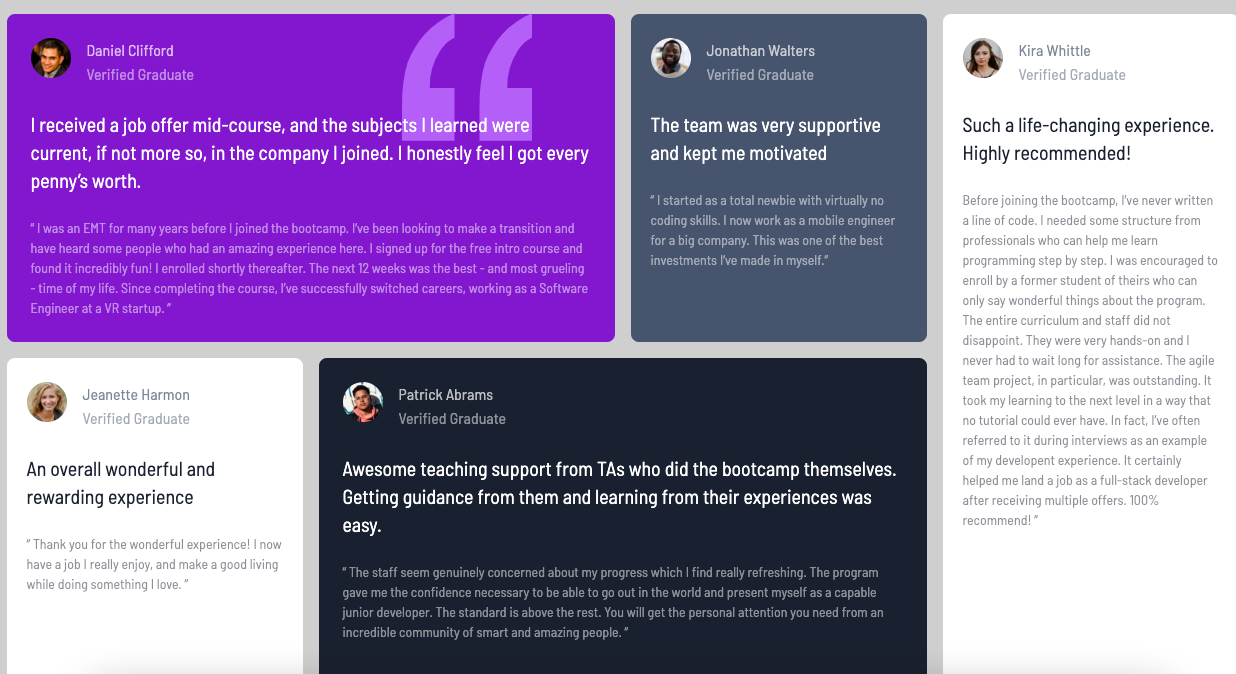 Daniel Clifford
Verified Graduate
I received a job offer mid-course, and the subjects I learned were
current, if not more so, in the company I joined. I honestly feel I got every
penny’s worth.
“ I was an EMT for many years before I joined the bootcamp. I’ve been looking to make a transition and
have heard some people who had an amazing experience here. I signed up for the free intro course and
found it incredibly fun! I enrolled shortly thereafter. The next 12 weeks was the best - and most grueling
- time of my life. Since completing the course, I’ve successfully switched careers, working as a Software
Engineer at a VR startup. ”
Jonathan Walters
Verified Graduate
The team was very supportive
and kept me motivated
“ I started as a total newbie with virtually no
coding skills. I now work as a mobile engineer
for a big company. This was one of the best
investments I’ve made in myself.”
Kira Whittle
Verified Graduate
Such a life-changing experience.
Highly recommended!
Before joining the bootcamp, I’ve never written
a line of code. I needed some structure from
professionals who can help me learn
programming step by step. I was encouraged to
enroll by a former student of theirs who can
only say wonderful things about the program.
The entire curriculum and staff did not
disappoint. They were very hands-on and I
never had to wait long for assistance. The agile
team project, in particular, was outstanding. It
took my learning to the next level in a way that
no tutorial could ever have. In fact, I’ve often
referred to it during interviews as an example
of my developent experience. It certainly
helped me land a job as a full-stack developer
after receiving multiple offers. 100%
recommend! ”
Jeanette Harmon
Verified Graduate
An overall wonderful and
rewarding experience
“ Thank you for the wonderful experience! I now
have a job I really enjoy, and make a good living
while doing something I love. ”
Patrick Abrams
Verified Graduate
Awesome teaching support from TAs who did the bootcamp themselves.
Getting guidance from them and learning from their experiences was
easy.
“ The staff seem genuinely concerned about my progress which I find really refreshing. The program
gave me the confidence necessary to be able to go out in the world and present myself as a capable
junior developer. The standard is above the rest. You will get the personal attention you need from an
incredible community of smart and amazing people. ”